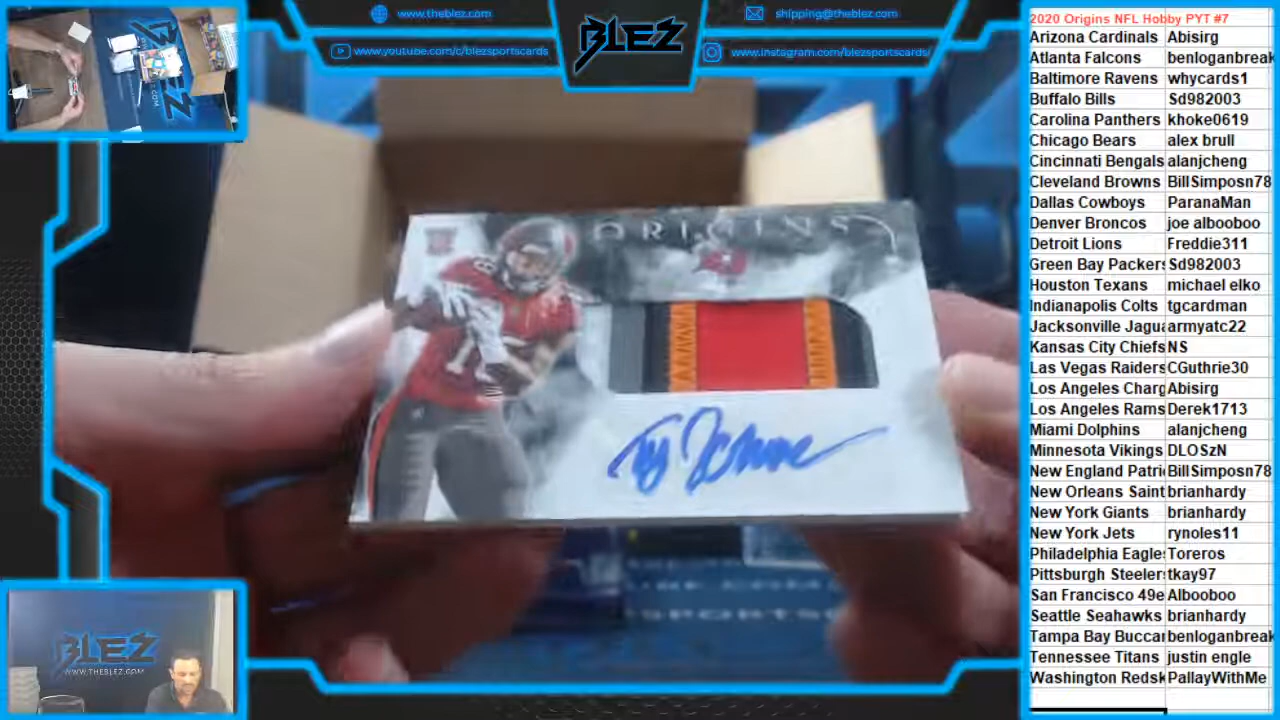 www.theblez.com
www.youtube.com/c/blezsportscards
BLEZ
shipping@theblez.com
www.instagram.com/blezsportscards/
ORIGINS
BLEZ
WWW.THEBLEZ.COM
2020 Origins NFL Hobby PYT #7
Arizona Cardinals Abisirg
Atlanta Falcons benloganbreak
Baltimore Ravens whycards1
Buffalo Bills Sd982003
Carolina Panthers khoke0619
Chicago Bears alex brull
Cincinnati Bengals alanjcheng
Cleveland Browns BillSimposn78
Dallas Cowboys ParanaMan
Denver Broncos joe albooboo
Detroit Lions Freddie311
Green Bay Packers Sd982003
Houston Texans michael elko
Indianapolis Colts tgcardman
Jacksonville Jagua armyatc22
Kansas City Chiefs NS
Las Vegas Raiders CGuthrie30
Los Angeles Charg Abisirg
Los Angeles Rams Derek1713
Miami Dolphins alanjcheng
Minnesota Vikings DLOSzN
New England Patri BillSimposn78
New Orleans Saint brianhardy
New York Giants brianhardy
New York Jets rynoles11
Philadelphia Eagle Toreros
Pittsburgh Steelers tkay97
San Francisco 49e Albooboo
Seattle Seahawks brianhardy
Tampa Bay Buccar benloganbreak
Tennessee Titans justin engle
Washington Redsk PallayWithMe